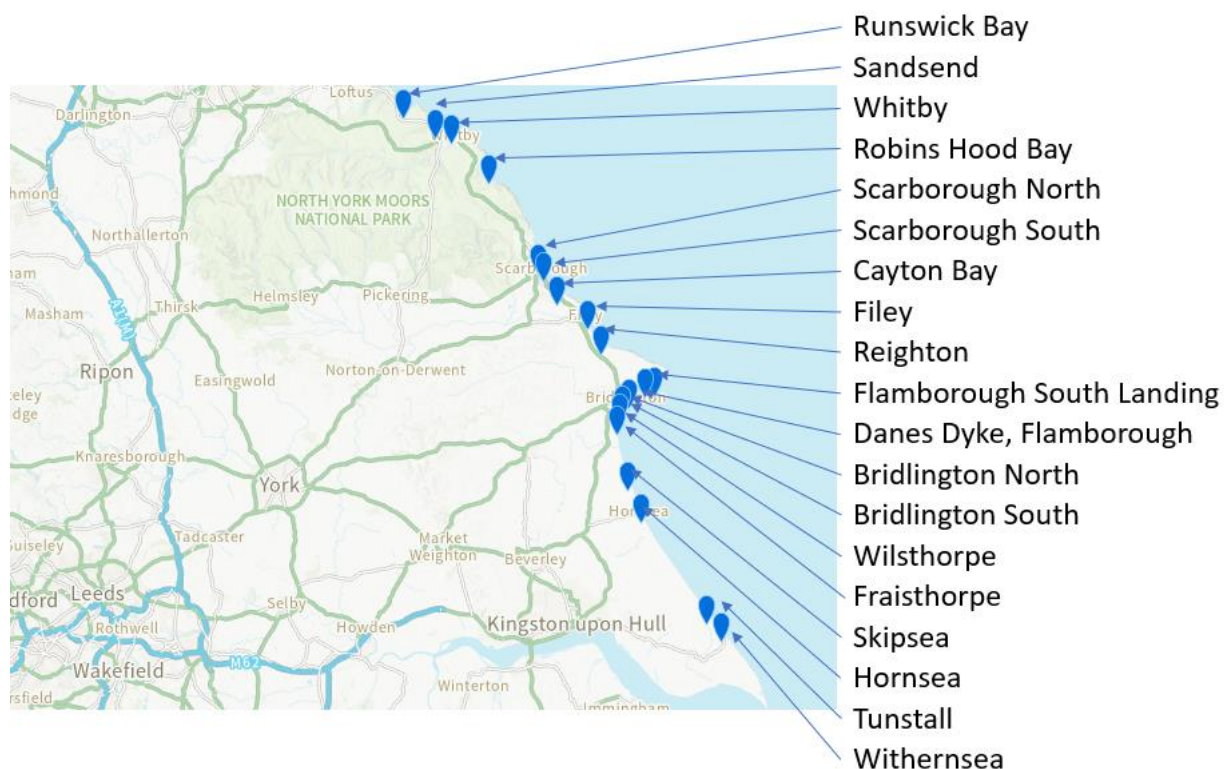 Runswick Bay
Sandsend
Whitby
Robins Hood Bay
Scarborough North
Scarborough South
Cayton Bay
Filey
Reighton
Flamborough South Landing
Danes Dyke, Flamborough
Bridlington North
Bridlington South
Wilsthorpe
Fraisthorpe
Skipsea
Hornsea
Tunstall
Withernsea
Loftus
Darlington
NORTH YORK MOORS
NATIONAL PARK
Northallerton
Scarborough
Helmsley
Pickering
Thirsk
Masham
A1(M)
Ripon
Easingwold
Norton-on-Derwent
Knaresborough
York
Tadcaster
Market
Weighton
Beverley
Leeds
Selby
Rothwell
Howden
Kingston upon Hull
M62
Wakefield
Winterton